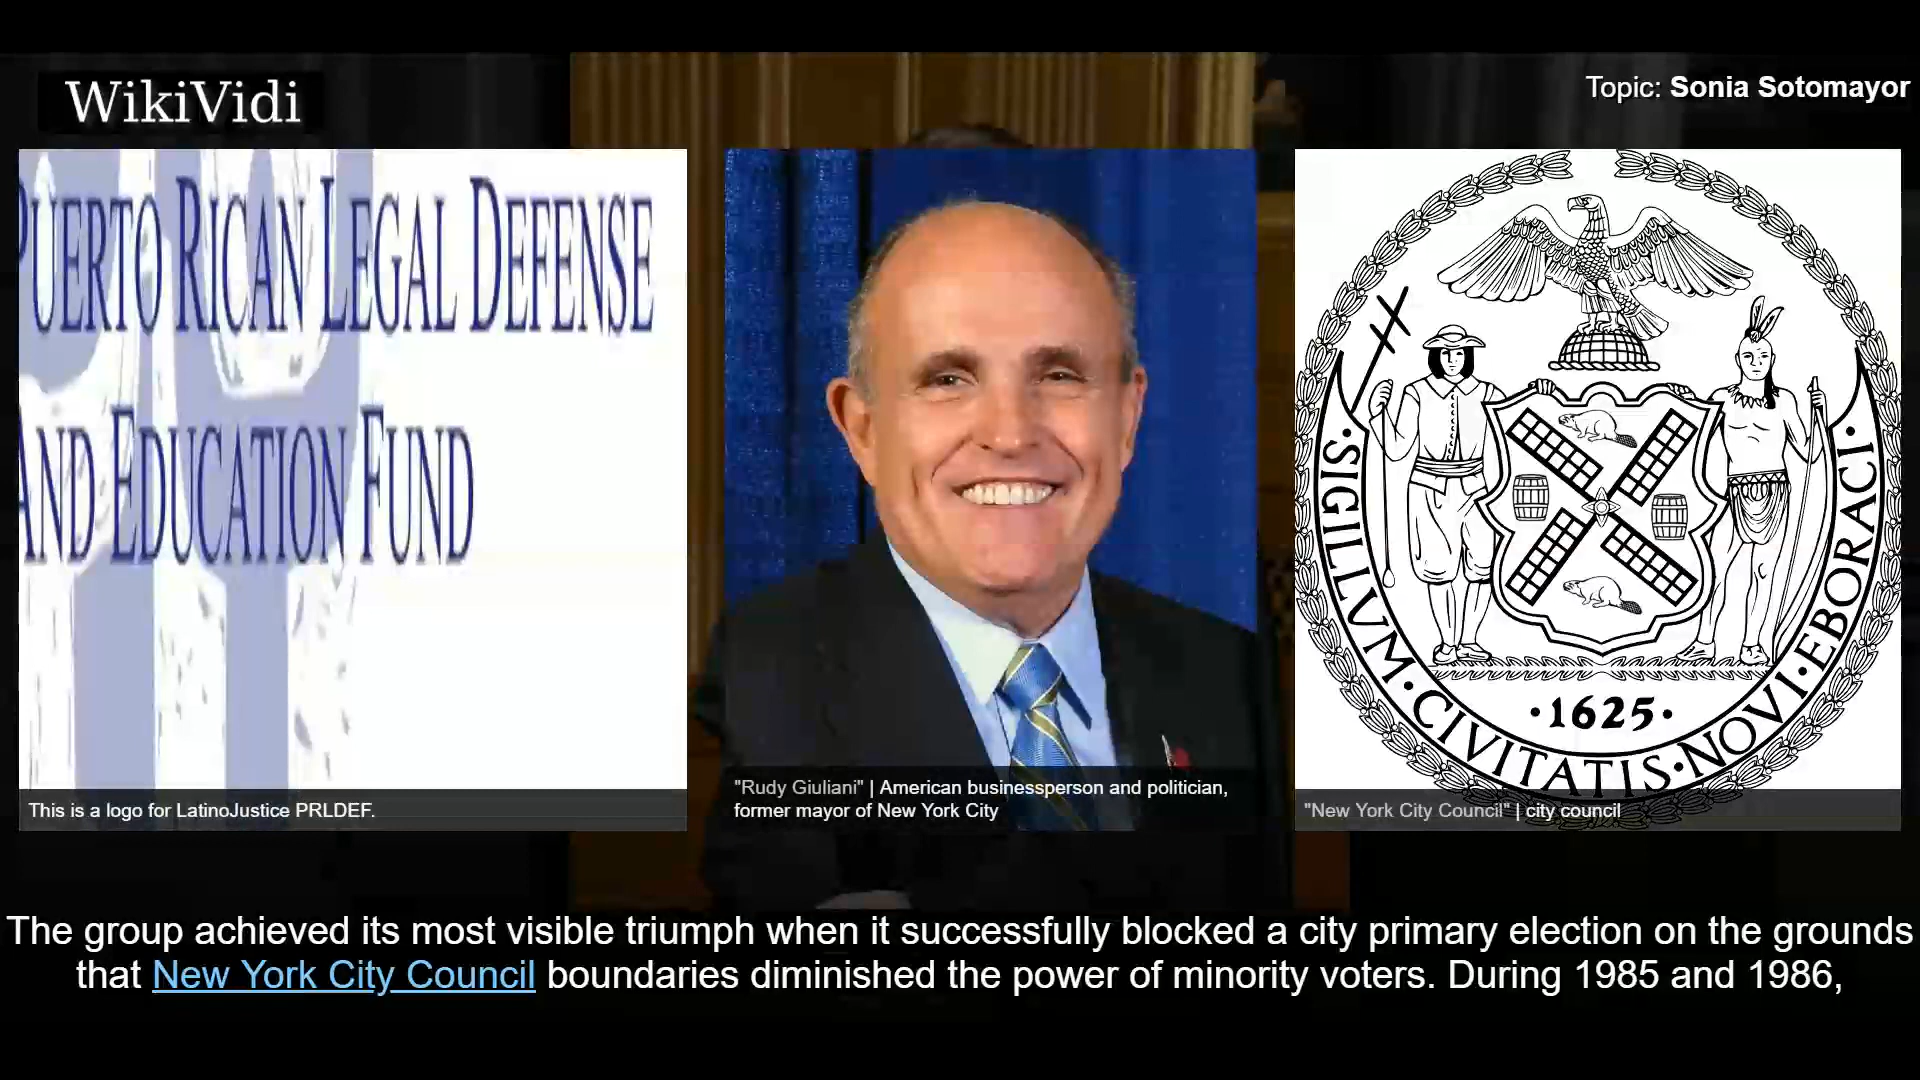 WikiVidi
Topic: Sonia Sotomayor
PUERTO RICAN LEGAL DEFENSE
AND EDUCATION FUND
This is a logo for LatinoJustice PRLDEF.
"Rudy Giuliani" | American businessperson and politician,
former mayor of New York City
·SIGILLVM·CIVITATIS·NOVI·EBORACI·
·1625·
"New York City Council" | city council
The group achieved its most visible triumph when it successfully blocked a city primary election on the grounds
that New York City Council boundaries diminished the power of minority voters. During 1985 and 1986,